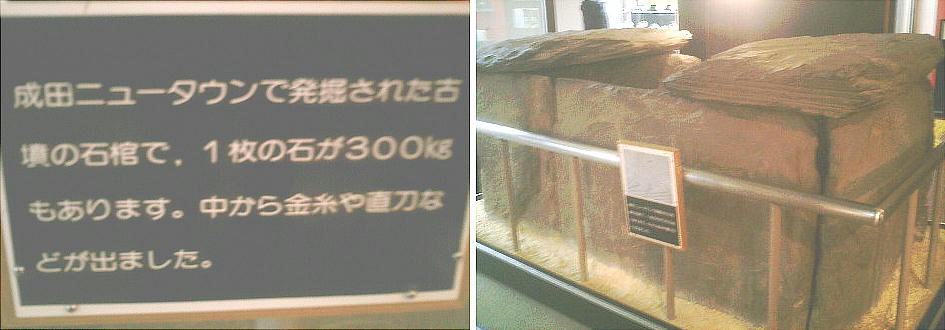 成田ニュータウンで発掘された古
墳の石棺で，１枚の石が３００㎏
もあります。中から金糸や直刀な
どが出ました。